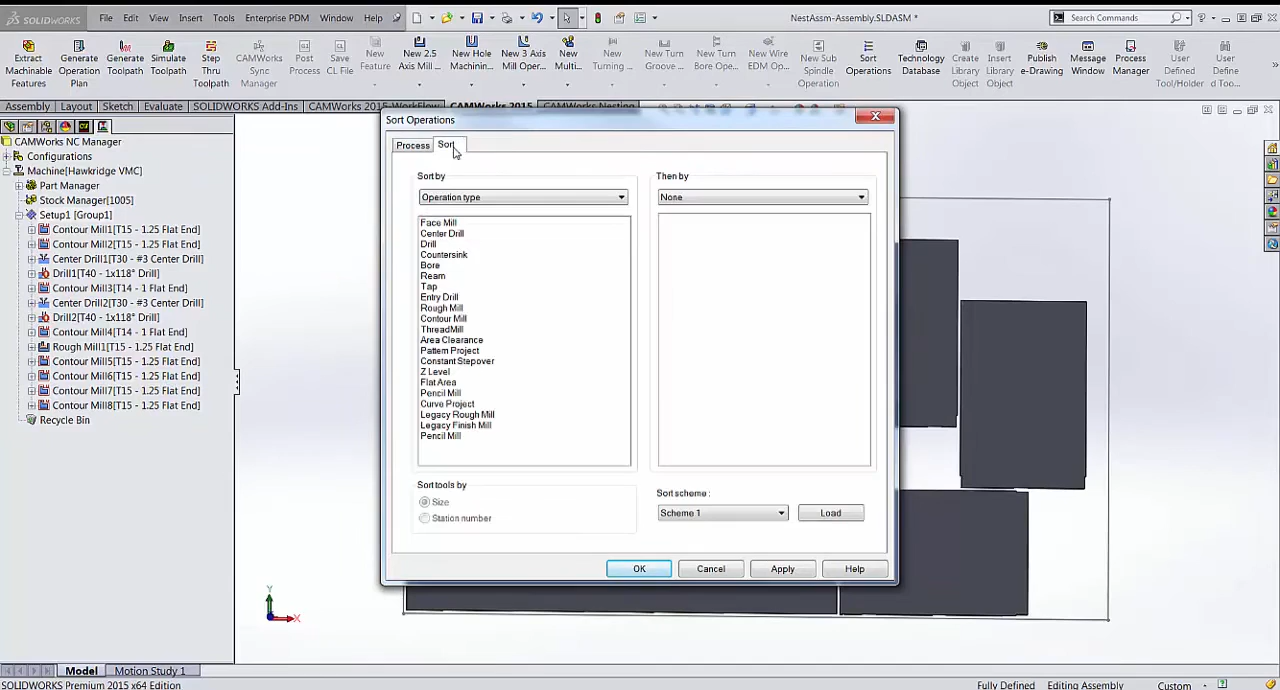 SOLIDWORKS File Edit View Insert Tools Enterprise PDM Window Help NestAssm-Assembly.SLDASM * Search Commands
Extract Machinable Features
Generate Operation Plan
Generate Toolpath
Simulate Toolpath
Step Thru Toolpath
CAMWorks Sync Manager
Post Process
Save CL File
New Feature
New 2.5 Axis Mill ...
New Hole Machinin...
New 3 Axis Mill Oper...
New Multi...
New Turning ...
New Turn Groove ...
New Turn Bore Ope...
New Wire EDM Op...
New Sub Spindle Operation
Sort Operations
Technology Database
Create Library Object
Insert Library Object
Publish e-Drawing
Message Window
Process Manager
User Defined Tool/Holder
User Define d Too...
Assembly Layout Sketch Evaluate SOLIDWORKS Add-Ins CAMWorks 2015-WorkFlow CAMWorks 2015 CAMWorks Nesting
CAMWorks NC Manager
Configurations
Machine[Hawkridge VMC]
Part Manager
Stock Manager[1005]
Setup1 [Group1]
Contour Mill1[T15 - 1.25 Flat End]
Contour Mill2[T15 - 1.25 Flat End]
Center Drill1[T30 - #3 Center Drill]
Drill1[T40 - 1x118° Drill]
Contour Mill3[T14 - 1 Flat End]
Center Drill2[T30 - #3 Center Drill]
Drill2[T40 - 1x118° Drill]
Contour Mill4[T14 - 1 Flat End]
Rough Mill1[T15 - 1.25 Flat End]
Contour Mill5[T15 - 1.25 Flat End]
Contour Mill6[T15 - 1.25 Flat End]
Contour Mill7[T15 - 1.25 Flat End]
Contour Mill8[T15 - 1.25 Flat End]
Recycle Bin
Sort Operations
Process Sort
Sort by
Operation type
Face Mill
Center Drill
Drill
Countersink
Bore
Ream
Tap
Entry Drill
Rough Mill
Contour Mill
ThreadMill
Area Clearance
Pattern Project
Constant Stepover
Z Level
Flat Area
Pencil Mill
Curve Project
Legacy Rough Mill
Legacy Finish Mill
Pencil Mill
Then by
None
Sort tools by
Size
Station number
Sort scheme :
Scheme 1 Load
OK Cancel Apply Help
Y
X
Model Motion Study 1
SOLIDWORKS Premium 2015 x64 Edition Fully Defined Editing Assembly Custom